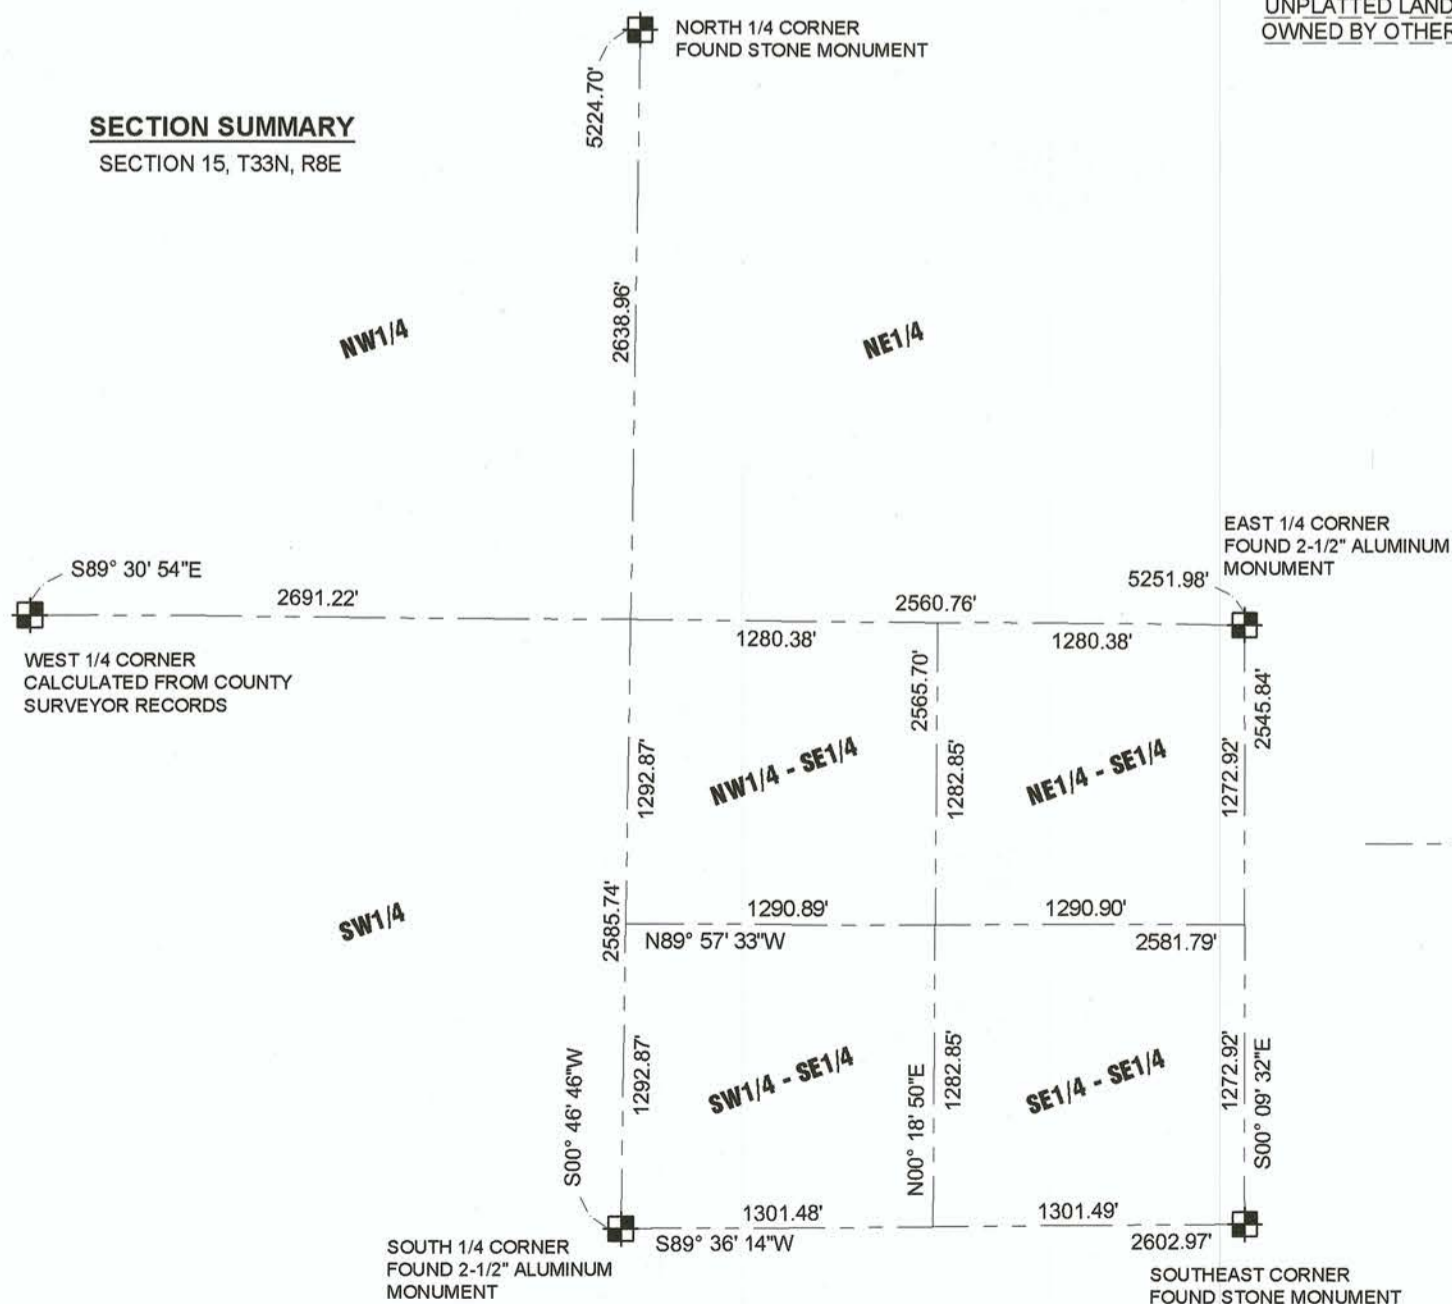 UNPLATTED LAND
OWNED BY OTHER
NORTH 1/4 CORNER
FOUND STONE MONUMENT
5224.70'
SECTION SUMMARY
SECTION 15, T33N, R8E
2638.96'
NW1/4
NE1/4
EAST 1/4 CORNER
FOUND 2-1/2" ALUMINUM
MONUMENT
5251.98'
S89° 30' 54"E
2691.22'
2560.76'
1280.38'
1280.38'
WEST 1/4 CORNER
CALCULATED FROM COUNTY
SURVEYOR RECORDS
2565.70'
2545.84'
1292.87'
NW1/4 - SE1/4
1282.85'
NE1/4 - SE1/4
1272.92'
SW1/4
2585.74'
1290.89'
1290.90'
N89° 57' 33"W
2581.79'
S00° 46' 46"W
1292.87'
SW1/4 - SE1/4
N00° 18' 50"E
1282.85'
SE1/4 - SE1/4
1272.92'
S00° 09' 32"E
1301.48'
1301.49'
S89° 36' 14"W
2602.97'
SOUTH 1/4 CORNER
FOUND 2-1/2" ALUMINUM
MONUMENT
SOUTHEAST CORNER
FOUND STONE MONUMENT